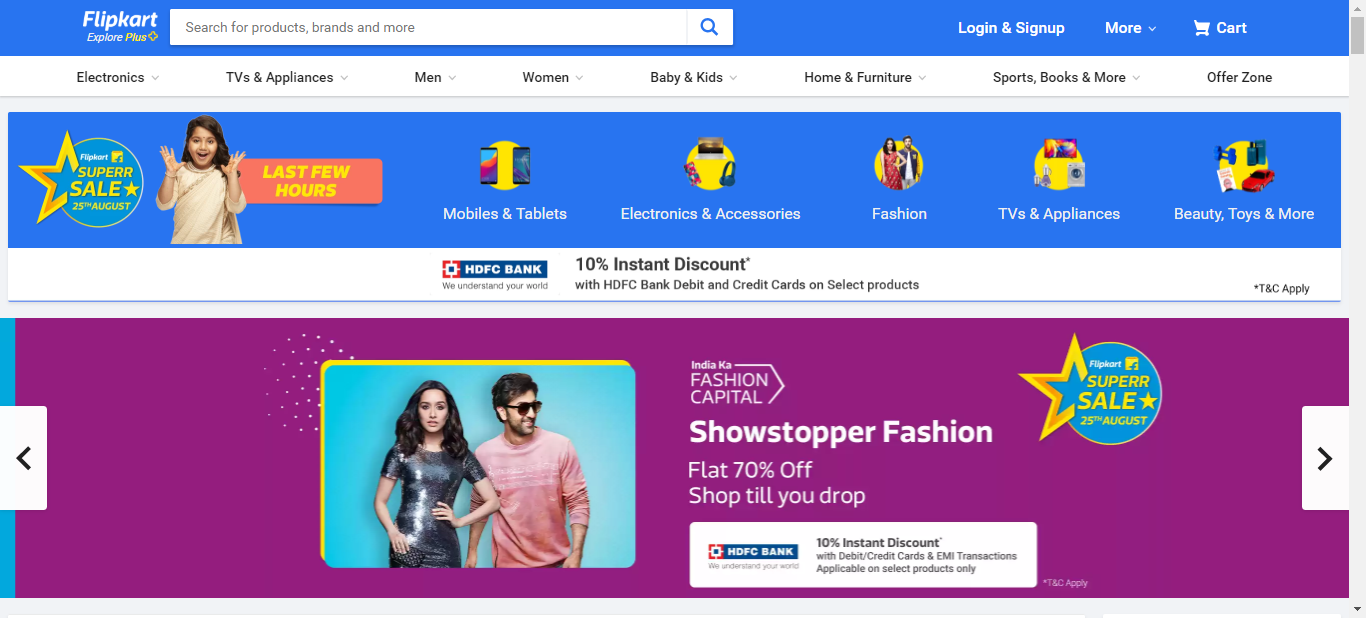 Flipkart
Explore Plus
Search for products, brands and more
Login & Signup
More
Cart
Electronics
TVs & Appliances
Men
Women
Baby & Kids
Home & Furniture
Sports, Books & More
Offer Zone
Flipkart
SUPERR
SALE
25TH AUGUST
LAST FEW
HOURS
Mobiles & Tablets
Electronics & Accessories
Fashion
TVs & Appliances
Beauty, Toys & More
HDFC BANK
We understand your world
10% Instant Discount*
with HDFC Bank Debit and Credit Cards on Select products
*T&C Apply
India Ka
FASHION
CAPITAL
Showstopper Fashion
Flat 70% Off
Shop till you drop
Flipkart
SUPERR
SALE
25TH AUGUST
HDFC BANK
We understand your world
10% Instant Discount*
with Debit/Credit Cards & EMI Transactions
Applicable on select products only
*T&C Apply